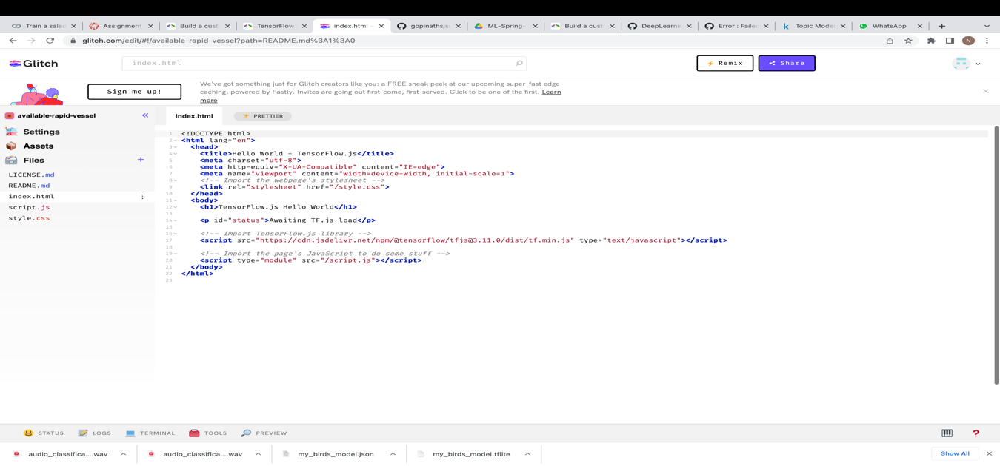 Train a salad
Assignment
Build a cust
TensorFlow.
index.html –
gopinathsjs
ML-Spring-
Build a cust
DeepLearni
Error : Failed
Topic Model
WhatsApp
glitch.com/edit/#!/available-rapid-vessel?path=README.md%3A1%3A0
N
Glitch
index.html
Remix
Share
Sign me up!
We've got something just for Glitch creators like you: a FREE sneak peek at our upcoming super-fast edge
caching, powered by Fastly. Invites are going out first-come, first-served. Click to be one of the first. Learn
more
available-rapid-vessel
Settings
Assets
Files
LICENSE.md
README.md
index.html
script.js
style.css
index.html
PRETTIER
1 <!DOCTYPE html>
2 <html lang="en">
3 <head>
4 <title>Hello World - TensorFlow.js</title>
5 <meta charset="utf-8">
6 <meta http-equiv="X-UA-Compatible" content="IE=edge">
7 <meta name="viewport" content="width=device-width, initial-scale=1">
8 <!-- Import the webpage's stylesheet -->
9 <link rel="stylesheet" href="/style.css">
10 </head>
11 <body>
12 <h1>TensorFlow.js Hello World</h1>
13
14 <p id="status">Awaiting TF.js load</p>
15
16 <!-- Import TensorFlow.js library -->
17 <script src="https://cdn.jsdelivr.net/npm/@tensorflow/tfjs@3.11.0/dist/tf.min.js" type="text/javascript"></script>
18
19 <!-- Import the page's JavaScript to do some stuff -->
20 <script type="module" src="/script.js"></script>
21 </body>
22 </html>
23
STATUS
LOGS
TERMINAL
TOOLS
PREVIEW
?
audio_classifica....wav
audio_classifica....wav
my_birds_model.json
my_birds_model.tflite
Show All